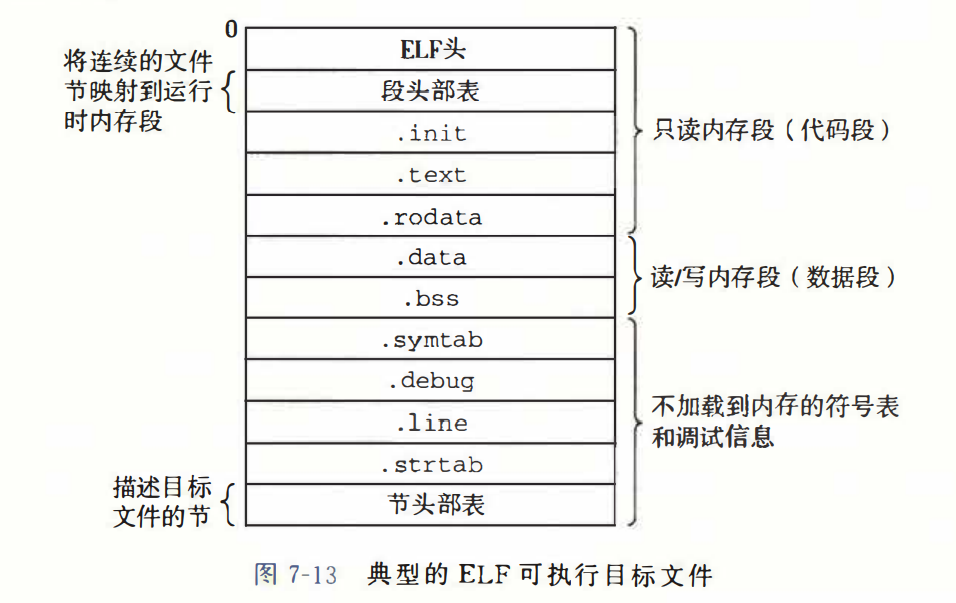 0
ELF头
将连续的文件
节映射到运行
时内存段
段头部表
.init
.text
.rodata
只读内存段（代码段）
.data
.bss
读/写内存段（数据段）
.symtab
.debug
.line
.strtab
不加载到内存的符号表
和调试信息
描述目标
文件的节
节头部表
图 7-13 典型的 ELF 可执行目标文件